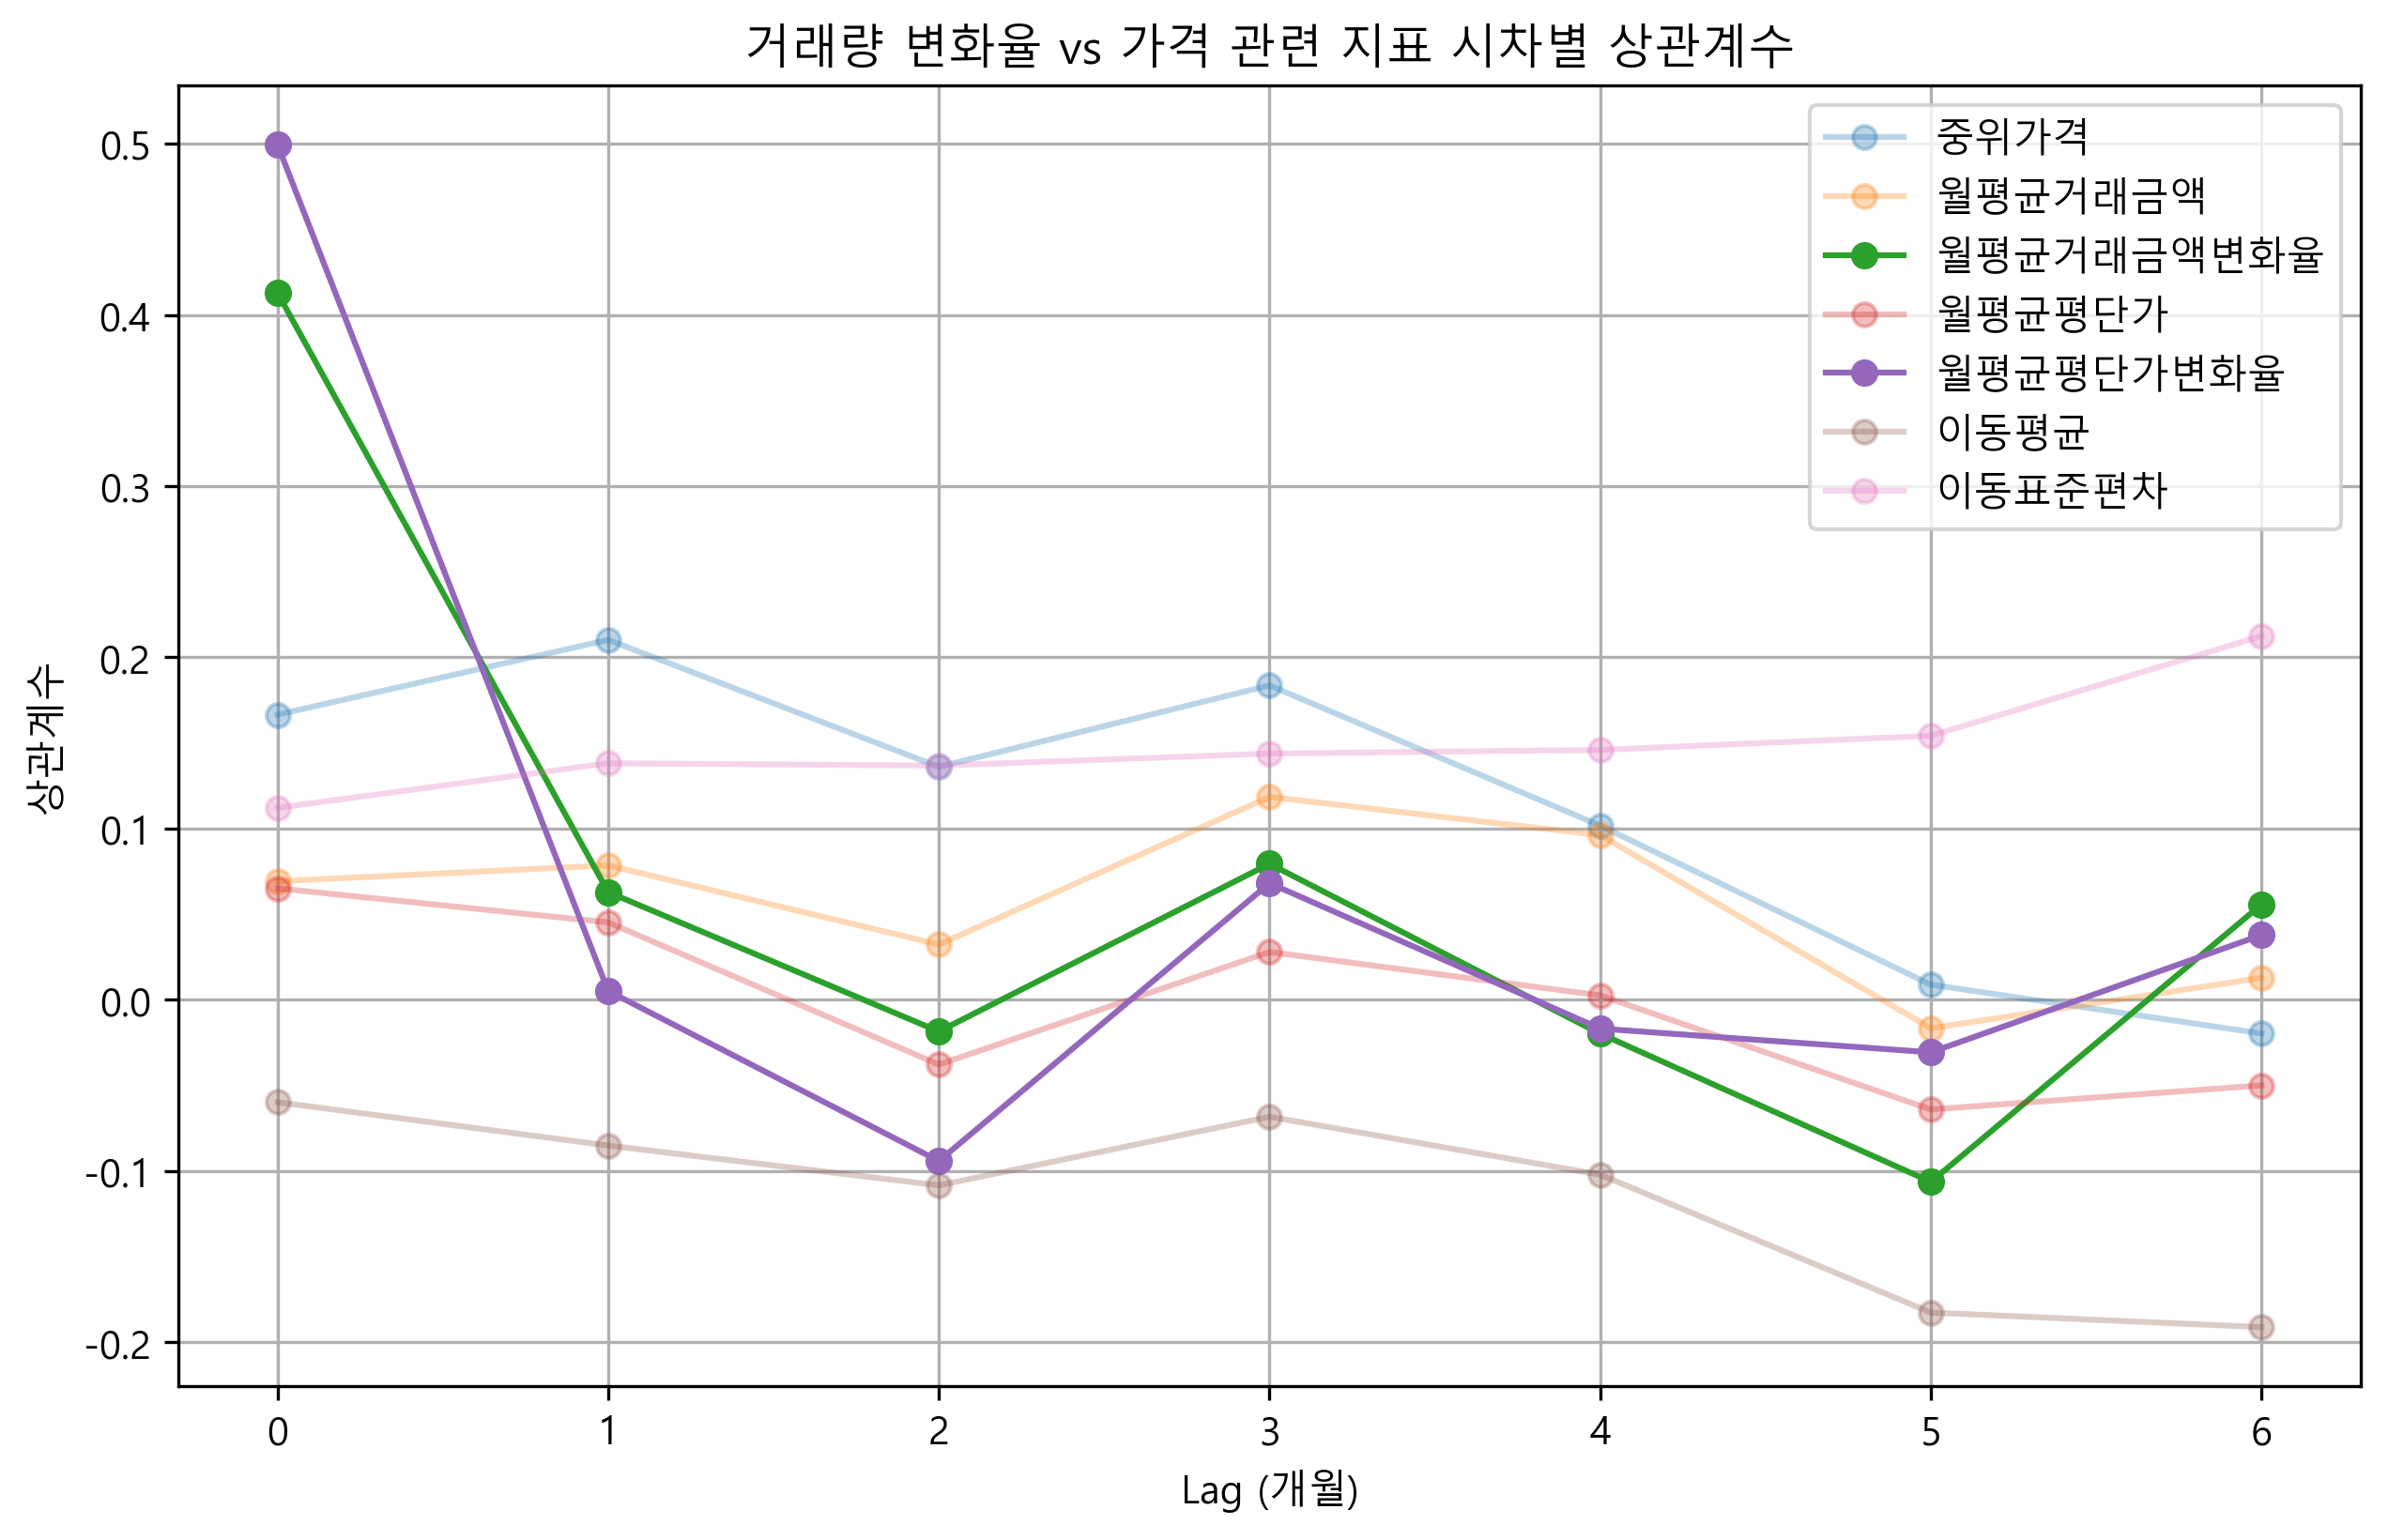 거래량 변화율 vs 가격 관련 지표 시차별 상관계수
중위가격
월평균거래금액
월평균거래금액변화율
월평균평단가
월평균평단가변화율
이동평균
이동표준편차
상관계수
0.5
0.4
0.3
0.2
0.1
0.0
-0.1
-0.2
0 1 2 3 4 5 6
Lag (개월)